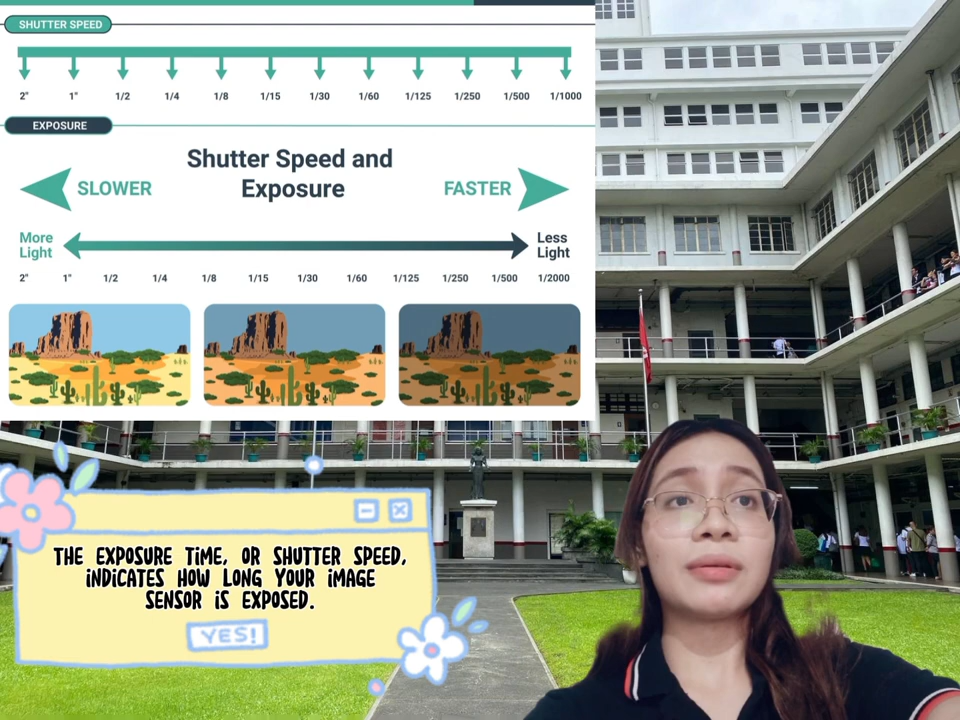 SHUTTER SPEED
2" 1" 1/2 1/4 1/8 1/15 1/30 1/60 1/125 1/250 1/500 1/1000
EXPOSURE
Shutter Speed and
Exposure
SLOWER
FASTER
More
Light
Less
Light
2" 1" 1/2 1/4 1/8 1/15 1/30 1/60 1/125 1/250 1/500 1/2000
THE EXPOSURE TIME, OR SHUTTER SPEED,
INDICATES HOW LONG YOUR IMAGE
SENSOR IS EXPOSED.
YES!